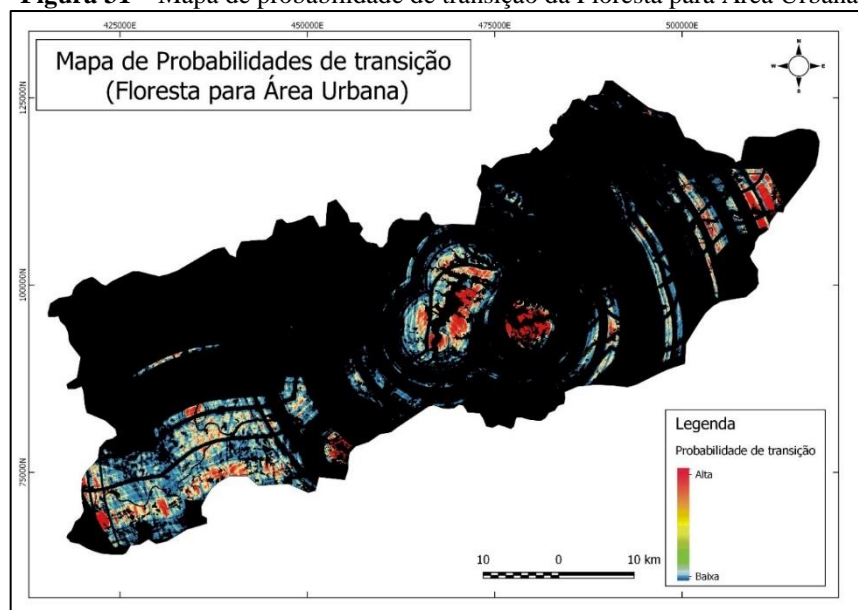 Figura 31 – Mapa de probabilidade de transição da Floresta para Área Urbana
425000E 450000E 475000E 500000E
Mapa de Probabilidades de transição
(Floresta para Área Urbana)
N
W E
S
125000N
100000N
75000N
Legenda
Probabilidade de transição
Alta
Baixa
10 0 10 km